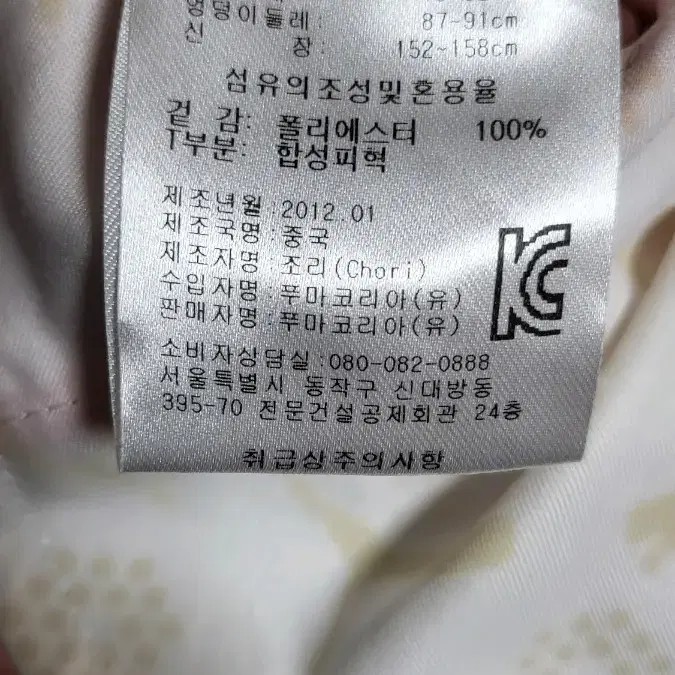 엉덩이둘레: 87-91cm
신 장: 152~158cm
섬유의조성및혼용율
겉 감: 폴리에스터 100%
T부분: 합성피혁
제조년월:2012.01
제조국명:중국
제조자명:조리(Chori)
수입자명:푸마코리아(유)
판매자명:푸마코리아(유)
KC
소비자상담실:080-082-0888
서울특별시 동작구 신대방동
395-70 전문건설공제회관 24층
취급상주의사항